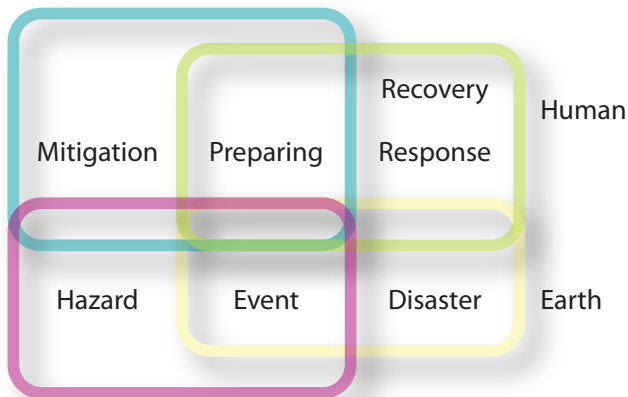 Recovery
Human
Mitigation Preparing Response
Hazard Event Disaster Earth